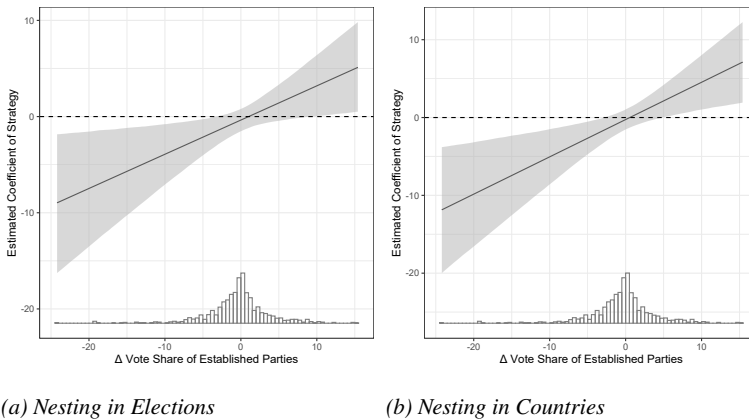 10
0
-10
-20
Estimated Coefficient of Strategy
-20
-10
0
10
Δ Vote Share of Established Parties
10
0
-10
-20
Estimated Coefficient of Strategy
-20
-10
0
10
Δ Vote Share of Established Parties
(a) Nesting in Elections
(b) Nesting in Countries